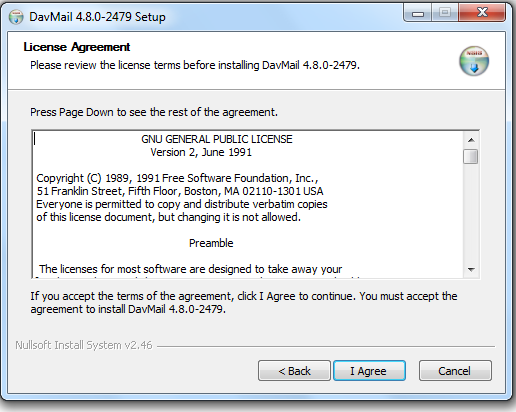 DavMail 4.8.0-2479 Setup
License Agreement
Please review the license terms before installing DavMail 4.8.0-2479.
Press Page Down to see the rest of the agreement.
GNU GENERAL PUBLIC LICENSE
Version 2, June 1991
Copyright (C) 1989, 1991 Free Software Foundation, Inc.,
51 Franklin Street, Fifth Floor, Boston, MA 02110-1301 USA
Everyone is permitted to copy and distribute verbatim copies
of this license document, but changing it is not allowed.
Preamble
The licenses for most software are designed to take away your
If you accept the terms of the agreement, click I Agree to continue. You must accept the
agreement to install DavMail 4.8.0-2479.
Nullsoft Install System v2.46
< Back
I Agree
Cancel